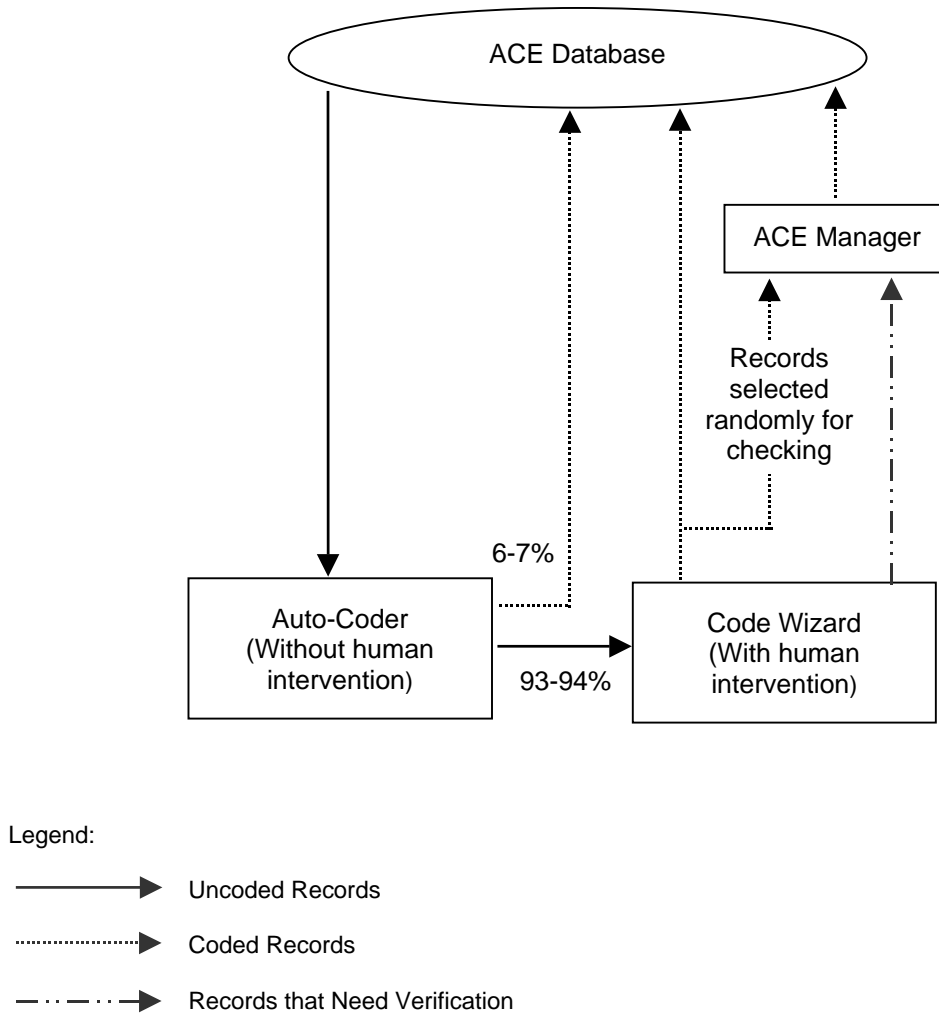 ACE Database
ACE Manager
Records
selected
randomly for
checking
6-7%
Auto-Coder
(Without human
intervention)
93-94%
Code Wizard
(With human
intervention)
Legend:
Uncoded Records
Coded Records
Records that Need Verification